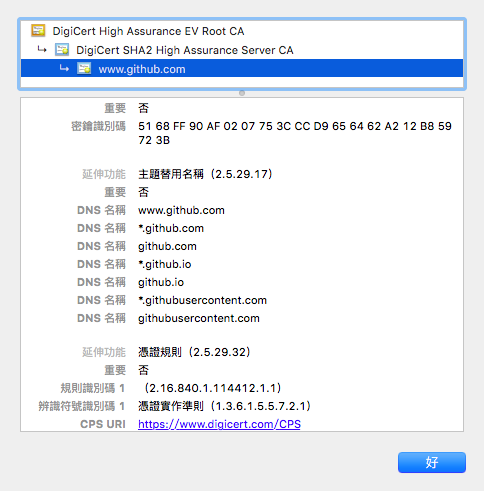 DigiCert High Assurance EV Root CA
DigiCert SHA2 High Assurance Server CA
www.github.com
重要 否
密鑰識別碼 51 68 FF 90 AF 02 07 75 3C CC D9 65 64 62 A2 12 B8 59
72 3B
延伸功能 主題替用名稱（2.5.29.17）
重要 否
DNS 名稱 www.github.com
DNS 名稱 *.github.com
DNS 名稱 github.com
DNS 名稱 *.github.io
DNS 名稱 github.io
DNS 名稱 *.githubusercontent.com
DNS 名稱 githubusercontent.com
延伸功能 憑證規則（2.5.29.32）
重要 否
規則識別碼 1 （2.16.840.1.114412.1.1）
辨識符號識別碼 1 憑證實作準則（1.3.6.1.5.5.7.2.1）
CPS URI https://www.digicert.com/CPS
好